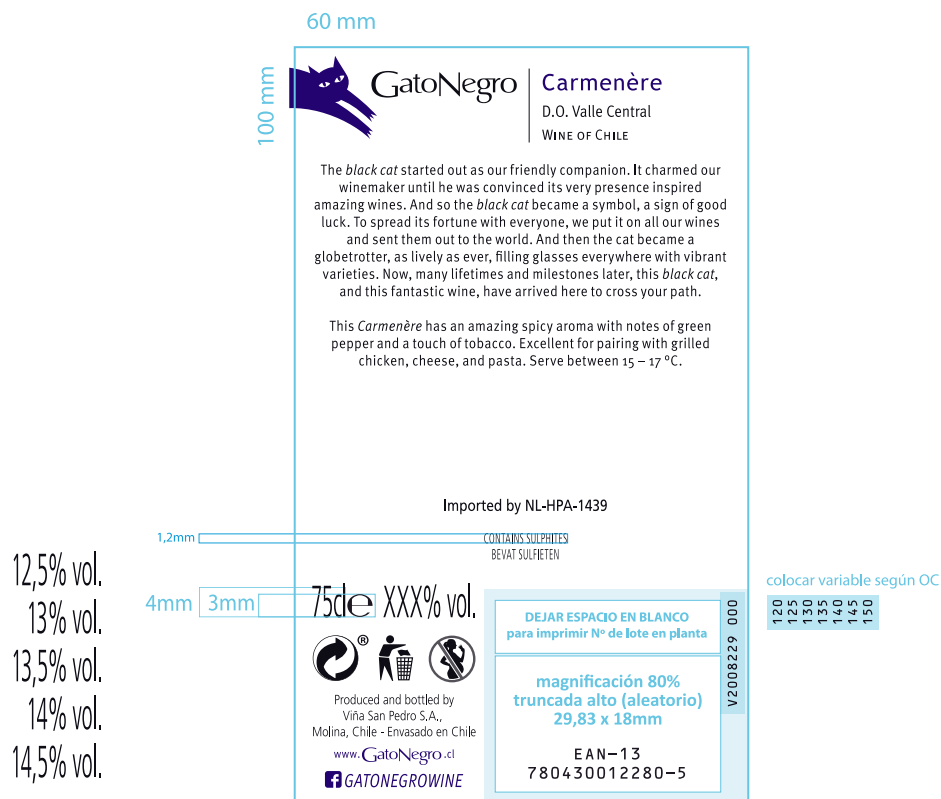 60 mm
100 mm
GatoNegro
Carmenère
D.O. Valle Central
WINE OF CHILE
The black cat started out as our friendly companion. It charmed our
winemaker until he was convinced its very presence inspired
amazing wines. And so the black cat became a symbol, a sign of good
luck. To spread its fortune with everyone, we put it on all our wines
and sent them out to the world. And then the cat became a
globetrotter, as lively as ever, filling glasses everywhere with vibrant
varieties. Now, many lifetimes and milestones later, this black cat,
and this fantastic wine, have arrived here to cross your path.
This Carmenère has an amazing spicy aroma with notes of green
pepper and a touch of tobacco. Excellent for pairing with grilled
chicken, cheese, and pasta. Serve between 15 – 17 °C.
Imported by NL-HPA-1439
1,2mm
CONTAINS SULPHITES
BEVAT SULFIETEN
12,5% vol.
13% vol.
13,5% vol.
14% vol.
14,5% vol.
4mm
3mm
75cl e XXX% vol.
®
Produced and bottled by
Viña San Pedro S.A.,
Molina, Chile - Envasado en Chile
www.GatoNegro.cl
GATONEGROWINE
DEJAR ESPACIO EN BLANCO
para imprimir Nº de lote en planta
magnificación 80%
truncada alto (aleatorio)
29,83 x 18mm
EAN-13
780430012280-5
V2008229 000
colocar variable según OC
120
125
130
135
140
145
150